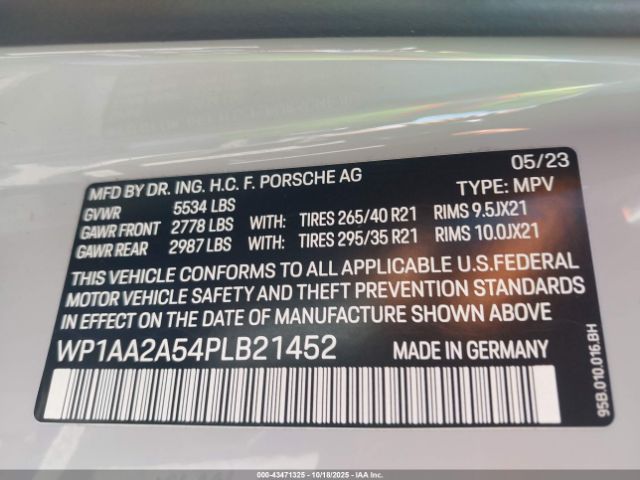 MFD BY DR. ING. H.C. F. PORSCHE AG 05/23
GVWR 5534 LBS TYPE: MPV
GAWR FRONT 2778 LBS WITH: TIRES 265/40 R21 RIMS 9.5JX21
GAWR REAR 2987 LBS WITH: TIRES 295/35 R21 RIMS 10.0JX21
THIS VEHICLE CONFORMS TO ALL APPLICABLE U.S.FEDERAL
MOTOR VEHICLE SAFETY AND THEFT PREVENTION STANDARDS
IN EFFECT ON THE DATE OF MANUFACTURE SHOWN ABOVE
WP1AA2A54PLB21452 MADE IN GERMANY
95B.010.016.BH
000-43471325 | 10/18/2025 | IAAI.COM